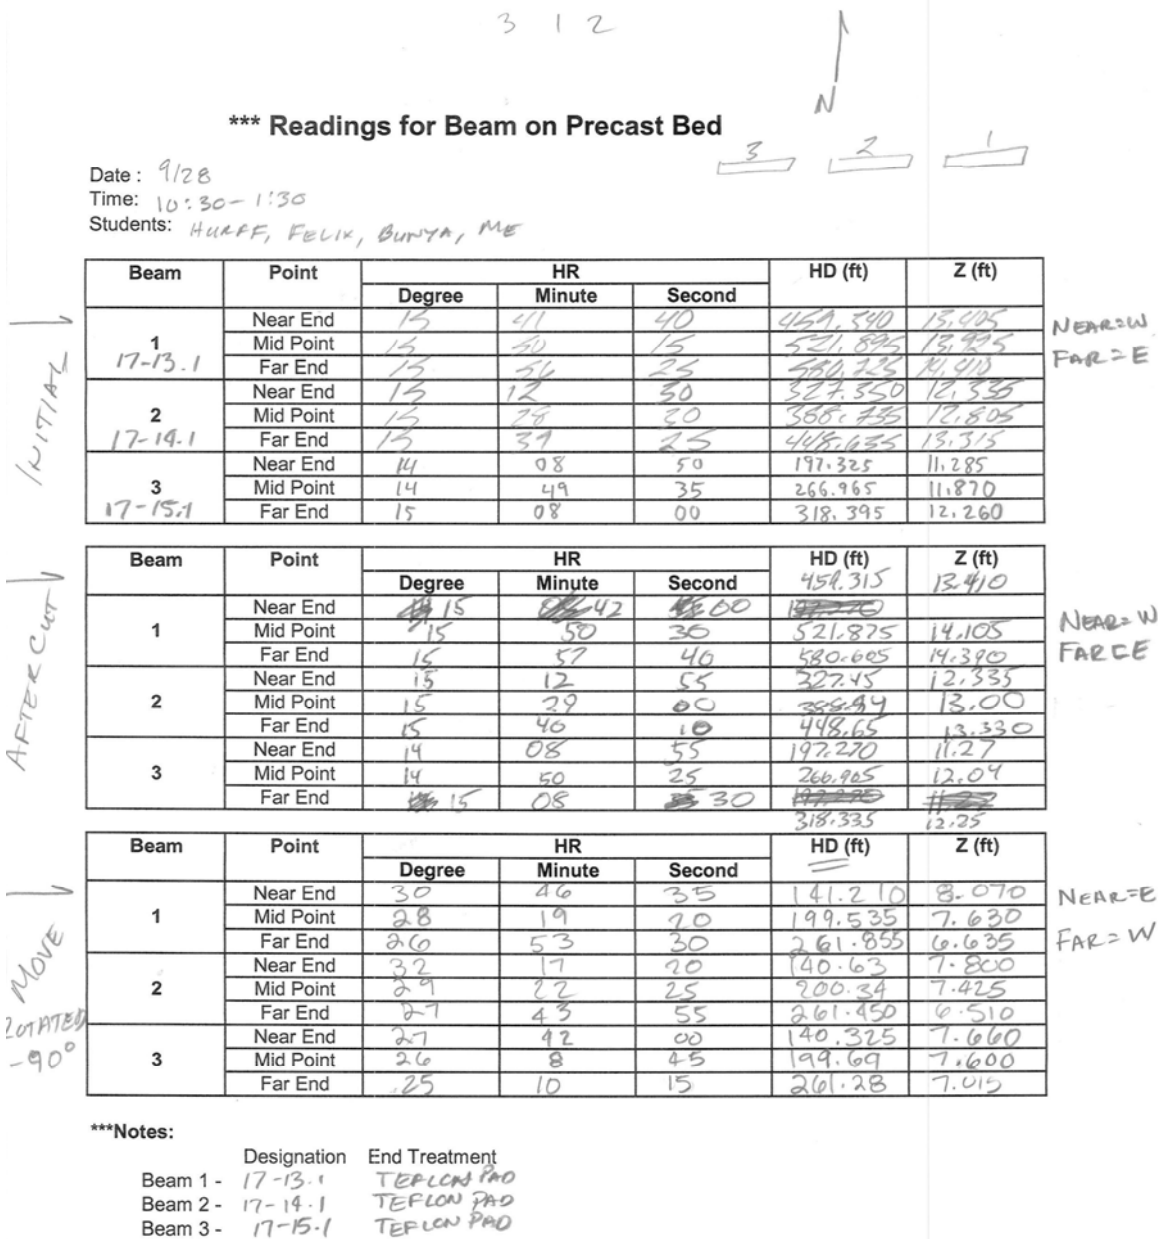 3 1 2
N
*** Readings for Beam on Precast Bed
3 2 1
Date : 9/28
Time: 10:30 - 1:30
Students: HURFF, FELIX, BUNYA, ME
INITIAL
Beam Point HR HD (ft) Z (ft)
Degree Minute Second
1 17-13.1
Near End 15 41 40 459.340 13.405
Mid Point 15 50 15 521.895 13.925
Far End 15 56 25 14.410
NEAR=W
FAR=E
2 17-14.1
Near End 15 12 50 327.350 12.335
Mid Point 15 28 20 12.805
Far End 15 39 25 448.635 13.315
3 17-15.1
Near End 14 08 50 197.325 11.285
Mid Point 14 49 35 266.965 11.870
Far End 15 08 00 318.395 12.260
AFTER CUT
Beam Point HR HD (ft) Z (ft)
Degree Minute Second 459.315 13.410
1
Near End 15 42 00
Mid Point 15 50 30 521.875 14.105
Far End 15 57 40 580.605 14.390
NEAR=W
FAR=E
2
Near End 15 12 55 327.45 12.335
Mid Point 15 29 00 13.00
Far End 15 40 10 448.65 13.330
3
Near End 14 08 55 197.270 11.27
Mid Point 14 50 25 266.905 12.04
Far End 15 08 30
318.335 12.25
MOVE
ROTATED
-90°
Beam Point HR HD (ft) Z (ft)
Degree Minute Second
1
Near End 30 46 35 141.210 8.070
Mid Point 28 19 20 199.535 7.630
Far End 26 53 30 261.855 6.635
NEAR=E
FAR=W
2
Near End 32 17 20 140.63 7.800
Mid Point 29 22 25 200.34 7.425
Far End 27 43 55 261.450 6.510
3
Near End 27 42 00 140.325 7.660
Mid Point 26 8 45 199.69 7.600
Far End 25 10 15 261.28 7.015
***Notes:
Designation End Treatment
Beam 1 - 17-13.1 TEFLON PAD
Beam 2 - 17-14.1 TEFLON PAD
Beam 3 - 17-15.1 TEFLON PAD